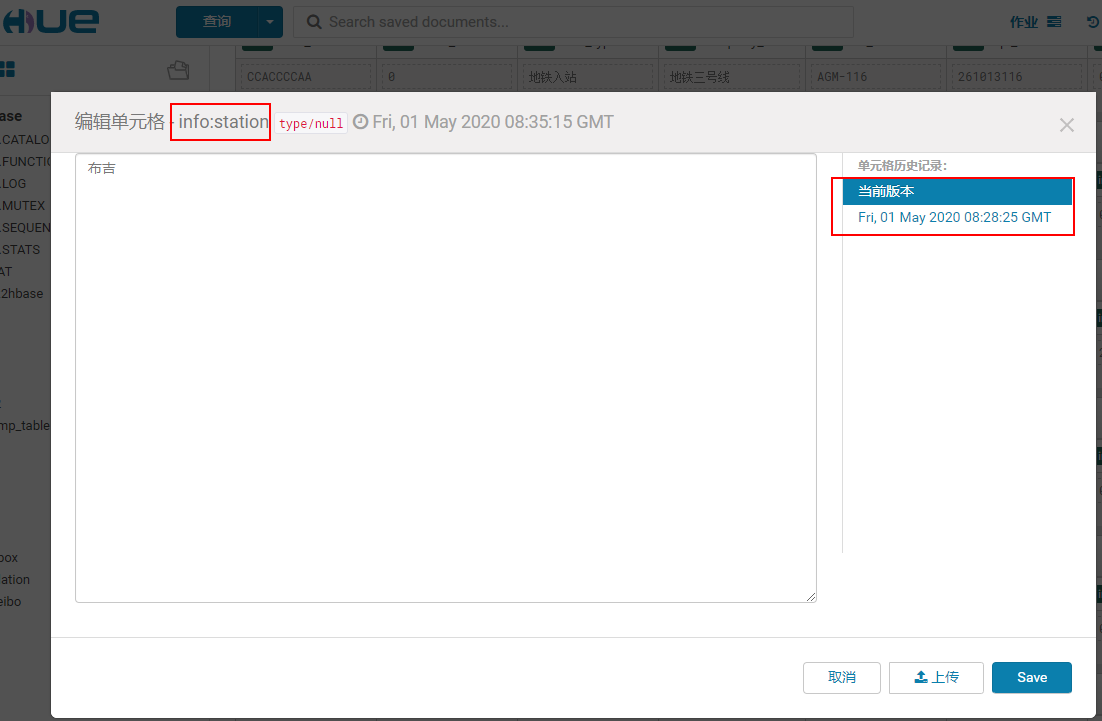 HUE
查询
Search saved documents...
作业
CCACCCCAA
0
地铁入站
地铁三号线
AGM-116
261013116
ase
.CATALO
.FUNCTIO
.LOG
.MUTEX
.SEQUEN
.STATS
AT
2hbase
mp_table
box
ation
eibo
编辑单元格 - info:station type/null Fri, 01 May 2020 08:35:15 GMT
布吉
单元格历史记录:
当前版本
Fri, 01 May 2020 08:28:25 GMT
取消
上传
Save